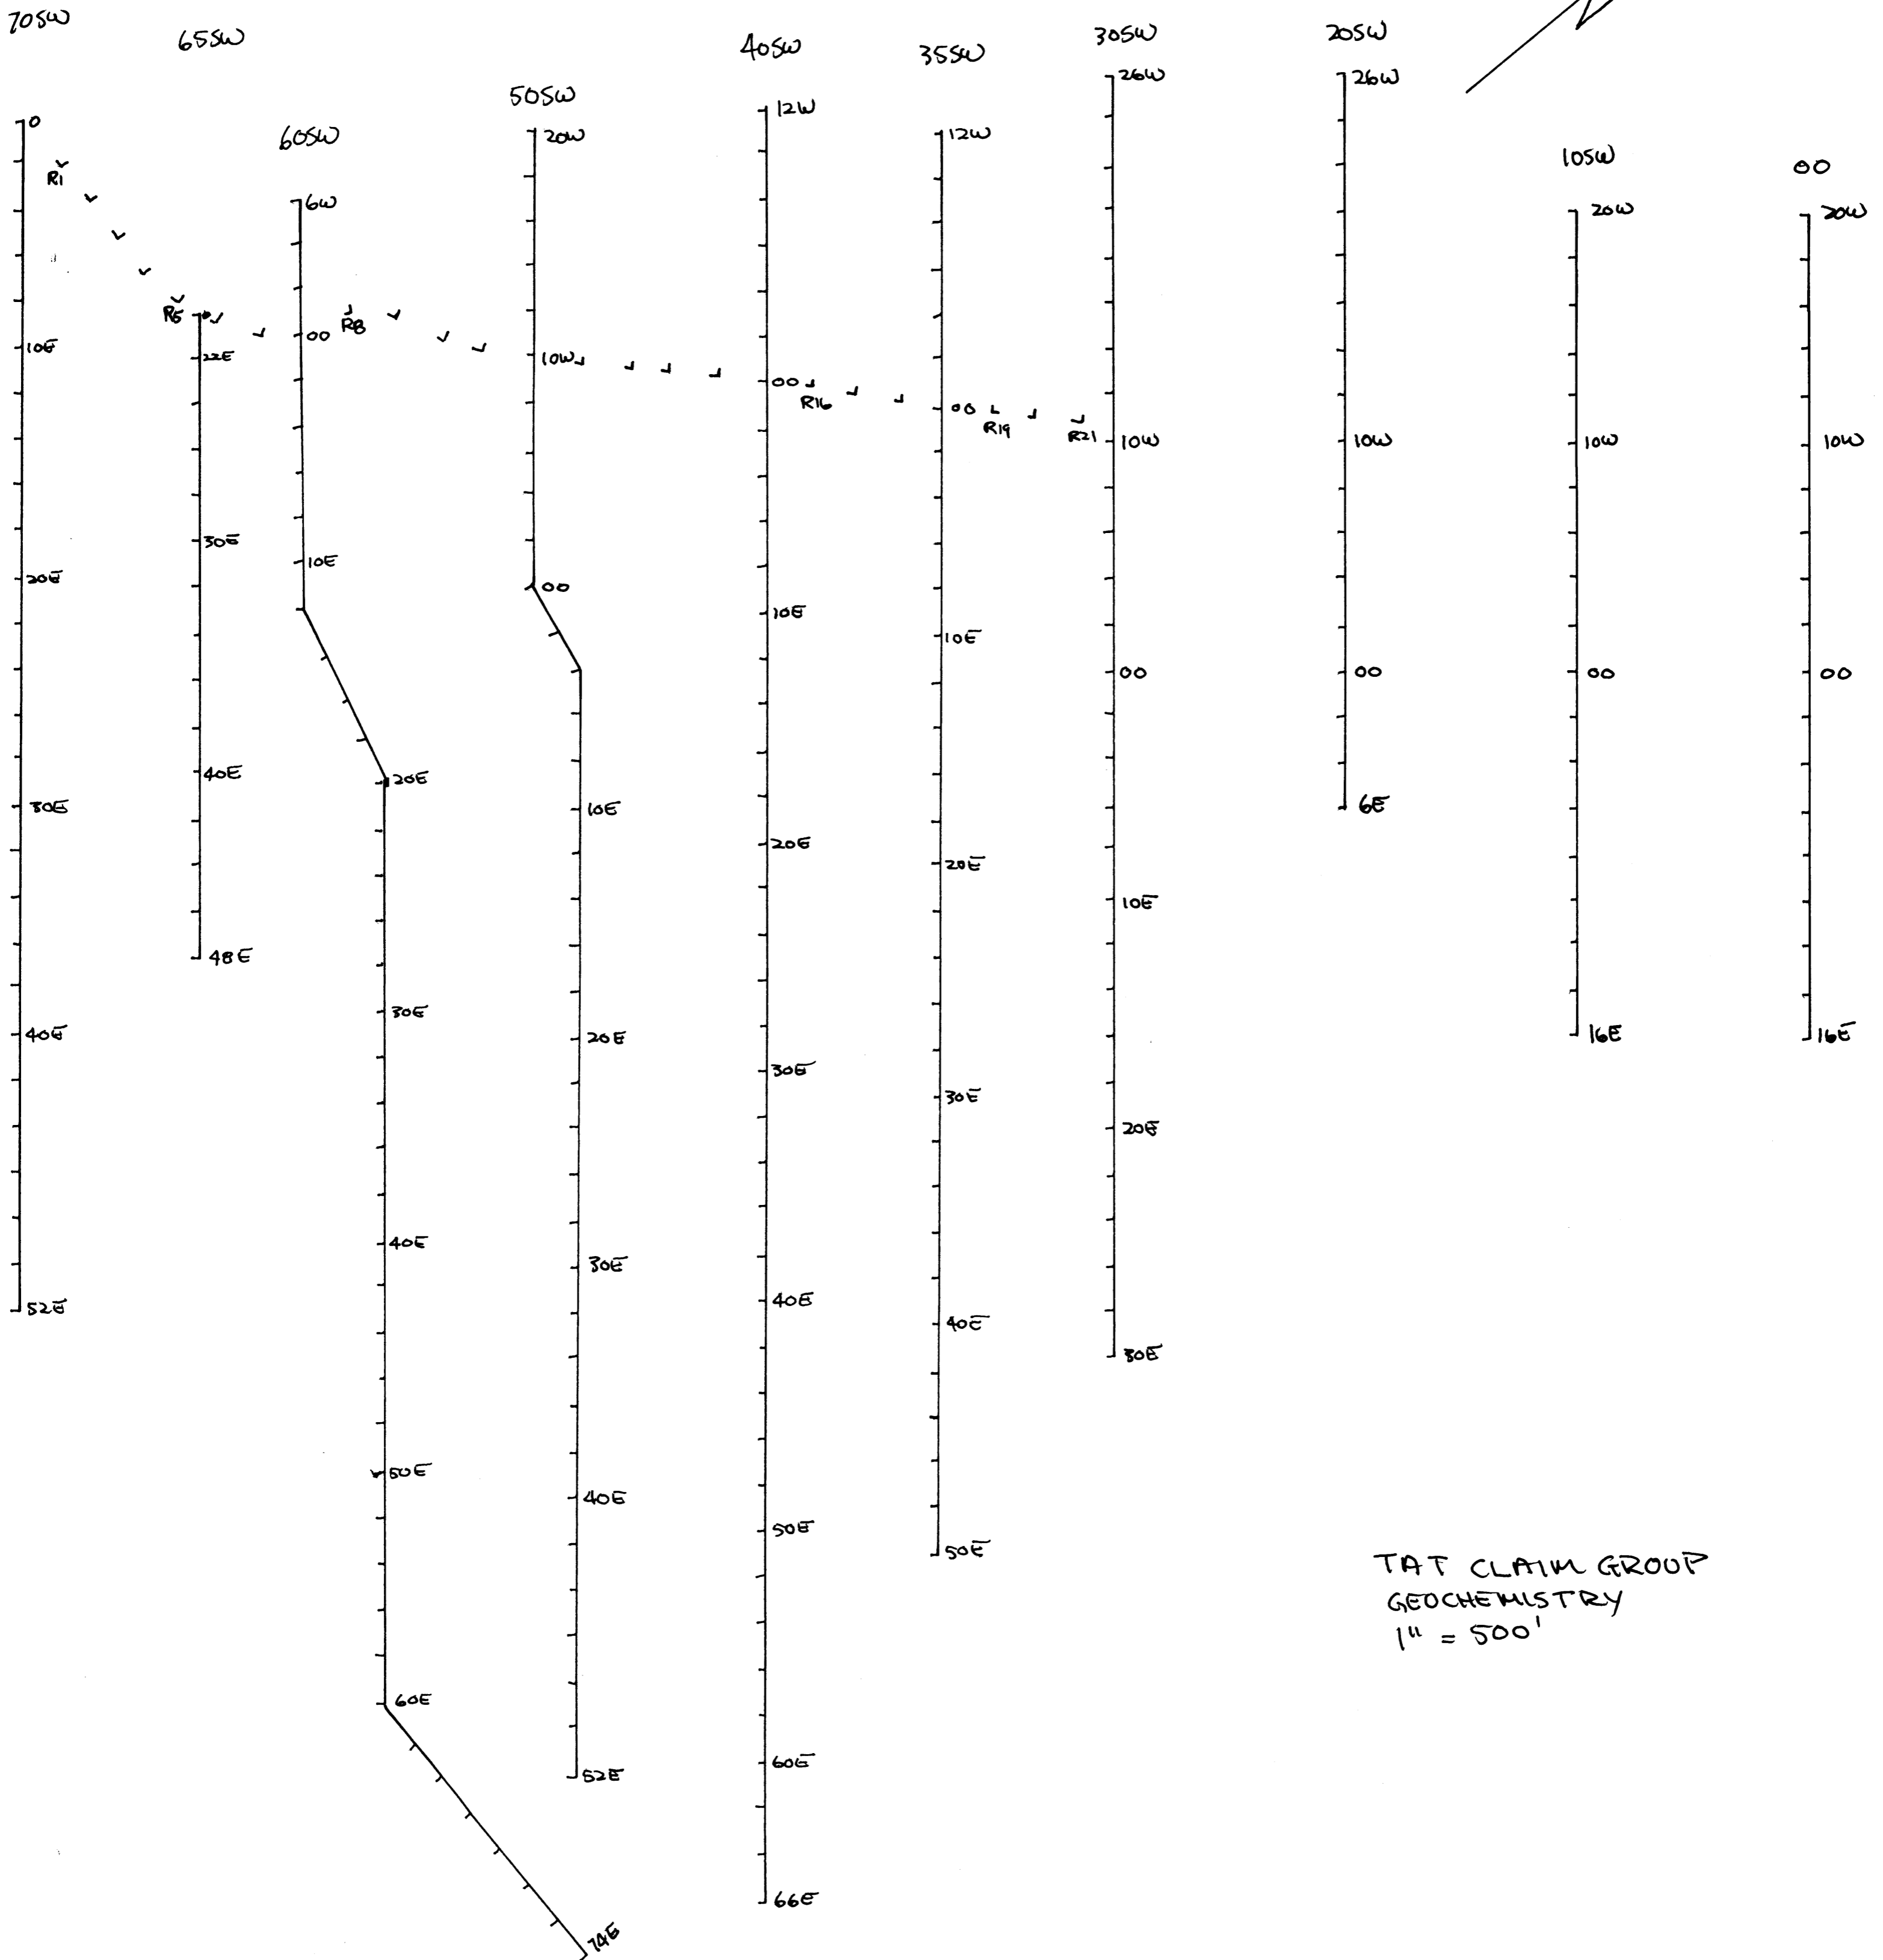 70SW
0
10E
20E
30E
40E
52E
65SW
0
22E
30E
40E
48E
60SW
6W
00
10E
20E
30E
40E
50E
60E
74E
50SW
20W
10W
00
10E
20E
30E
40E
52E
40SW
12W
00
10E
20E
30E
40E
50E
60E
66E
35SW
12W
00
10E
20E
30E
40E
50E
30SW
26W
10W
00
10E
20E
30E
20SW
26W
10W
00
6E
10SW
20W
10W
00
16E
00
20W
10W
00
16E
R1
R5
R8
R16
R19
R21
TAT CLAIM GROUP
GEOCHEMISTRY
1" = 500'